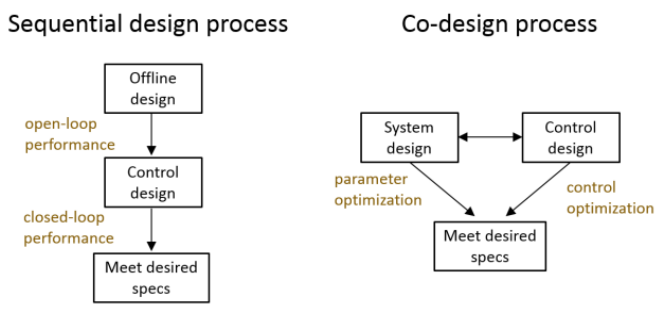 Sequential design process
Offline
design
open-loop
performance
Control
design
closed-loop
performance
Meet desired
specs
Co-design process
System
design
Control
design
parameter
optimization
control
optimization
Meet desired
specs